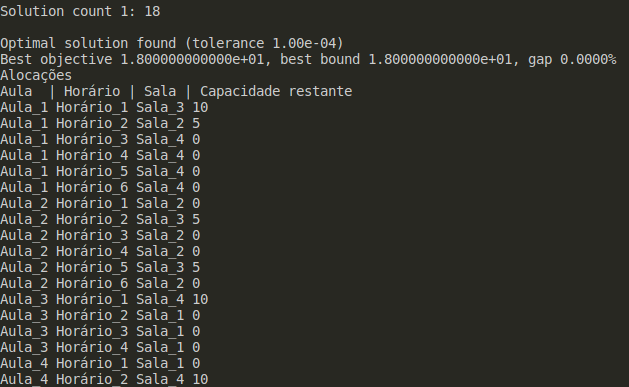 Solution count 1: 18
Optimal solution found (tolerance 1.00e-04)
Best objective 1.800000000000e+01, best bound 1.800000000000e+01, gap 0.0000%
Alocações
Aula | Horário | Sala | Capacidade restante
Aula_1 Horário_1 Sala_3 10
Aula_1 Horário_2 Sala_2 5
Aula_1 Horário_3 Sala_4 0
Aula_1 Horário_4 Sala_4 0
Aula_1 Horário_5 Sala_4 0
Aula_1 Horário_6 Sala_4 0
Aula_2 Horário_1 Sala_2 0
Aula_2 Horário_2 Sala_3 5
Aula_2 Horário_3 Sala_2 0
Aula_2 Horário_4 Sala_2 0
Aula_2 Horário_5 Sala_3 5
Aula_2 Horário_6 Sala_2 0
Aula_3 Horário_1 Sala_4 10
Aula_3 Horário_2 Sala_1 0
Aula_3 Horário_3 Sala_1 0
Aula_3 Horário_4 Sala_1 0
Aula_4 Horário_1 Sala_1 0
Aula_4 Horário_2 Sala_4 10